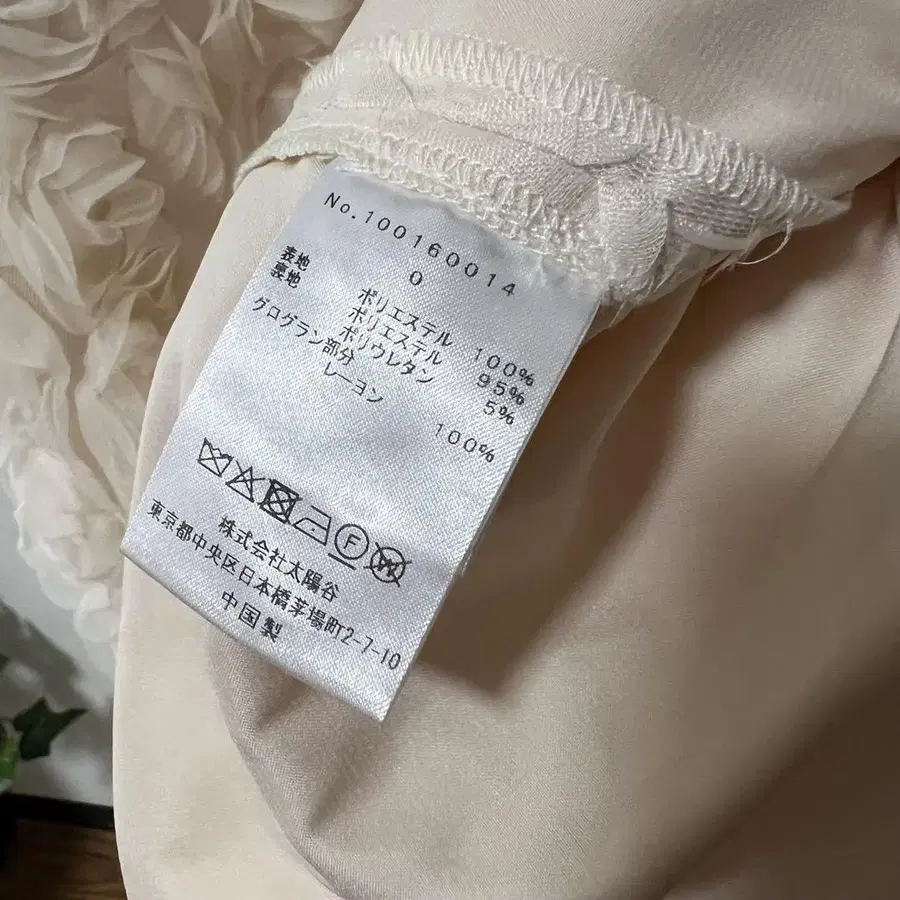 No.100160014
0
表地 ポリエステル 100%
裏地 ポリエステル 95%
ポリウレタン 5%
グログラン部分
レーヨン 100%
F W
株式会社太陽谷
東京都中央区日本橋茅場町2-7-10
中国製